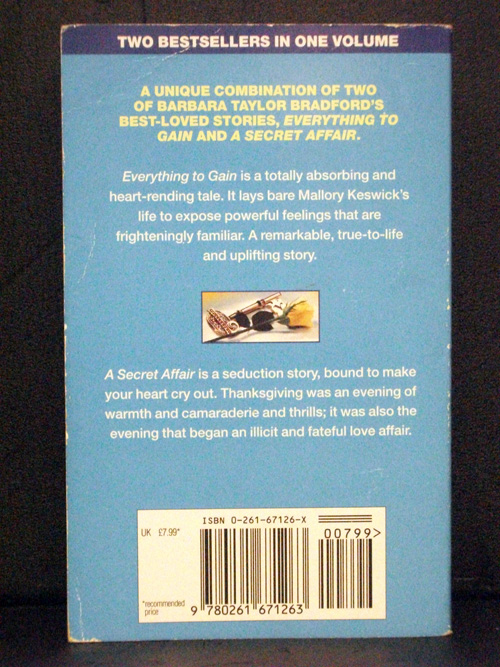 TWO BESTSELLERS IN ONE VOLUME
A UNIQUE COMBINATION OF TWO
OF BARBARA TAYLOR BRADFORD'S
BEST-LOVED STORIES, EVERYTHING TO
GAIN AND A SECRET AFFAIR.
Everything to Gain is a totally absorbing and
heart-rending tale. It lays bare Mallory Keswick's
life to expose powerful feelings that are
frighteningly familiar. A remarkable, true-to-life
and uplifting story.
A Secret Affair is a seduction story, bound to make
your heart cry out. Thanksgiving was an evening of
warmth and camaraderie and thrills; it was also the
evening that began an illicit and fateful love affair.
ISBN 0-261-67126-X
UK £7.99*
00799>
*recommended
price
9 780261 671263